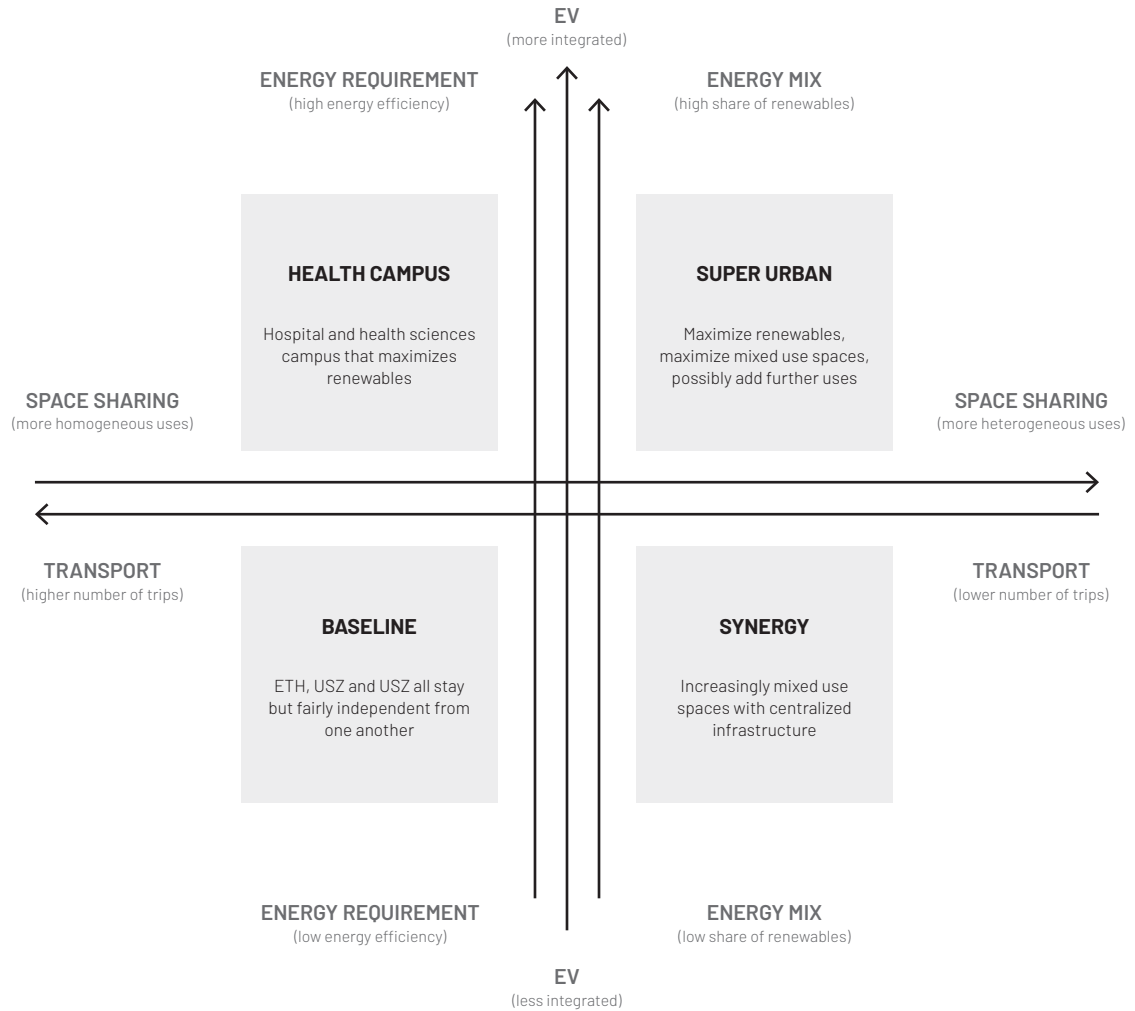 EV
(more integrated)
ENERGY REQUIREMENT
(high energy efficiency)
ENERGY MIX
(high share of renewables)
HEALTH CAMPUS
Hospital and health sciences
campus that maximizes
renewables
SUPER URBAN
Maximize renewables,
maximize mixed use spaces,
possibly add further uses
SPACE SHARING
(more homogeneous uses)
SPACE SHARING
(more heterogeneous uses)
TRANSPORT
(higher number of trips)
TRANSPORT
(lower number of trips)
BASELINE
ETH, USZ and USZ all stay
but fairly independent from
one another
SYNERGY
Increasingly mixed use
spaces with centralized
infrastructure
ENERGY REQUIREMENT
(low energy efficiency)
ENERGY MIX
(low share of renewables)
EV
(less integrated)